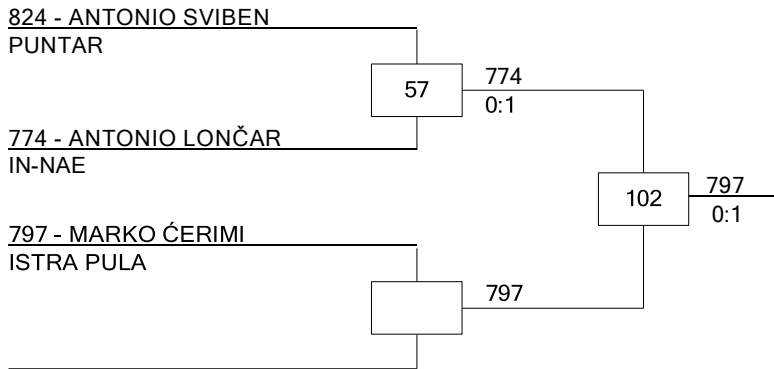 824 - ANTONIO SVIBEN
PUNTAR
57
774
0:1
774 - ANTONIO LONČAR
IN-NAE
102
797
0:1
797 - MARKO ĆERIMI
ISTRA PULA
797